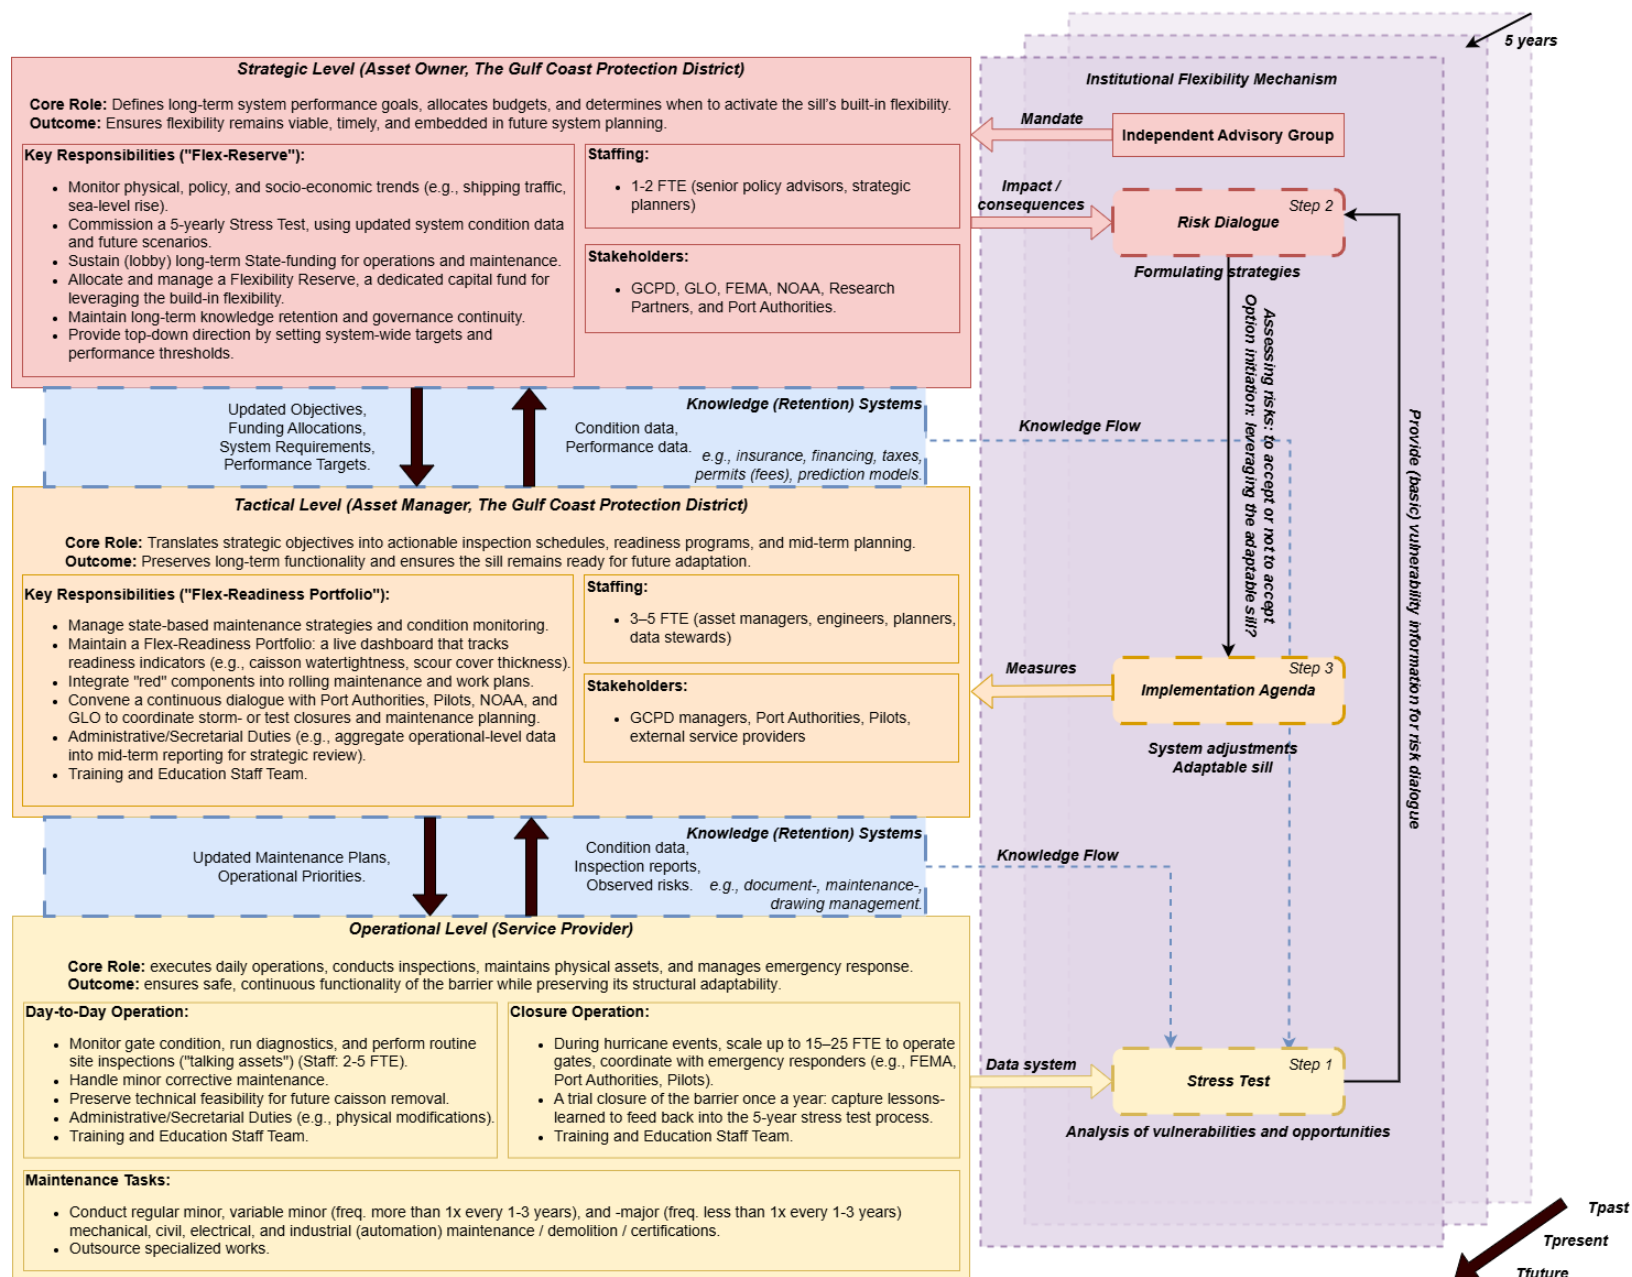 Strategic Level (Asset Owner, The Gulf Coast Protection District)
Core Role: Defines long-term system performance goals, allocates budgets, and determines when to activate the sill's built-in flexibility.
Outcome: Ensures flexibility remains viable, timely, and embedded in future system planning.
Key Responsibilities ("Flex-Reserve"):
• Monitor physical, policy, and socio-economic trends (e.g., shipping traffic,
sea-level rise).
• Commission a 5-yearly Stress Test, using updated system condition data
and future scenarios.
• Sustain (lobby) long-term State-funding for operations and maintenance.
• Allocate and manage a Flexibility Reserve, a dedicated capital fund for
leveraging the build-in flexibility.
• Maintain long-term knowledge retention and governance continuity.
• Provide top-down direction by setting system-wide targets and
performance thresholds.
Staffing:
• 1-2 FTE (senior policy advisors, strategic
planners)
Stakeholders:
• GCPD, GLO, FEMA, NOAA, Research
Partners, and Port Authorities.
Updated Objectives,
Funding Allocations,
System Requirements,
Performance Targets.
Condition data,
Performance data.
Knowledge (Retention) Systems
e.g., insurance, financing, taxes,
permits (fees), prediction models.
Tactical Level (Asset Manager, The Gulf Coast Protection District)
Core Role: Translates strategic objectives into actionable inspection schedules, readiness programs, and mid-term planning.
Outcome: Preserves long-term functionality and ensures the sill remains ready for future adaptation.
Key Responsibilities ("Flex-Readiness Portfolio"):
• Manage state-based maintenance strategies and condition monitoring.
• Maintain a Flex-Readiness Portfolio: a live dashboard that tracks
readiness indicators (e.g., caisson watertightness, scour cover thickness).
• Integrate "red" components into rolling maintenance and work plans.
• Convene a continuous dialogue with Port Authorities, Pilots, NOAA, and
GLO to coordinate storm- or test closures and maintenance planning.
• Administrative/Secretarial Duties (e.g., aggregate operational-level data
into mid-term reporting for strategic review).
• Training and Education Staff Team.
Staffing:
• 3–5 FTE (asset managers, engineers, planners,
data stewards)
Stakeholders:
• GCPD managers, Port Authorities, Pilots,
external service providers
Updated Maintenance Plans,
Operational Priorities.
Condition data,
Inspection reports,
Observed risks.
Knowledge (Retention) Systems
e.g., document-, maintenance-,
drawing management.
Operational Level (Service Provider)
Core Role: executes daily operations, conducts inspections, maintains physical assets, and manages emergency response.
Outcome: ensures safe, continuous functionality of the barrier while preserving its structural adaptability.
Day-to-Day Operation:
• Monitor gate condition, run diagnostics, and perform routine
site inspections ("talking assets") (Staff: 2-5 FTE).
• Handle minor corrective maintenance.
• Preserve technical feasibility for future caisson removal.
• Administrative/Secretarial Duties (e.g., physical modifications).
• Training and Education Staff Team.
Closure Operation:
• During hurricane events, scale up to 15–25 FTE to operate
gates, coordinate with emergency responders (e.g., FEMA,
Port Authorities, Pilots).
• A trial closure of the barrier once a year: capture lessons-
learned to feed back into the 5-year stress test process.
• Training and Education Staff Team.
Maintenance Tasks:
• Conduct regular minor, variable minor (freq. more than 1x every 1-3 years), and -major (freq. less than 1x every 1-3 years)
mechanical, civil, electrical, and industrial (automation) maintenance / demolition / certifications.
• Outsource specialized works.
5 years
Institutional Flexibility Mechanism
Mandate
Independent Advisory Group
Impact /
consequences
Step 2
Risk Dialogue
Formulating strategies
Assessing risks: to accept or not to accept
Option initiation: leveraging the adaptable sill?
Knowledge Flow
Provide (basic) vulnerability information for risk dialogue
Measures
Step 3
Implementation Agenda
System adjustments
Adaptable sill
Knowledge Flow
Data system
Step 1
Stress Test
Analysis of vulnerabilities and opportunities
Tpast
Tpresent
Tfuture